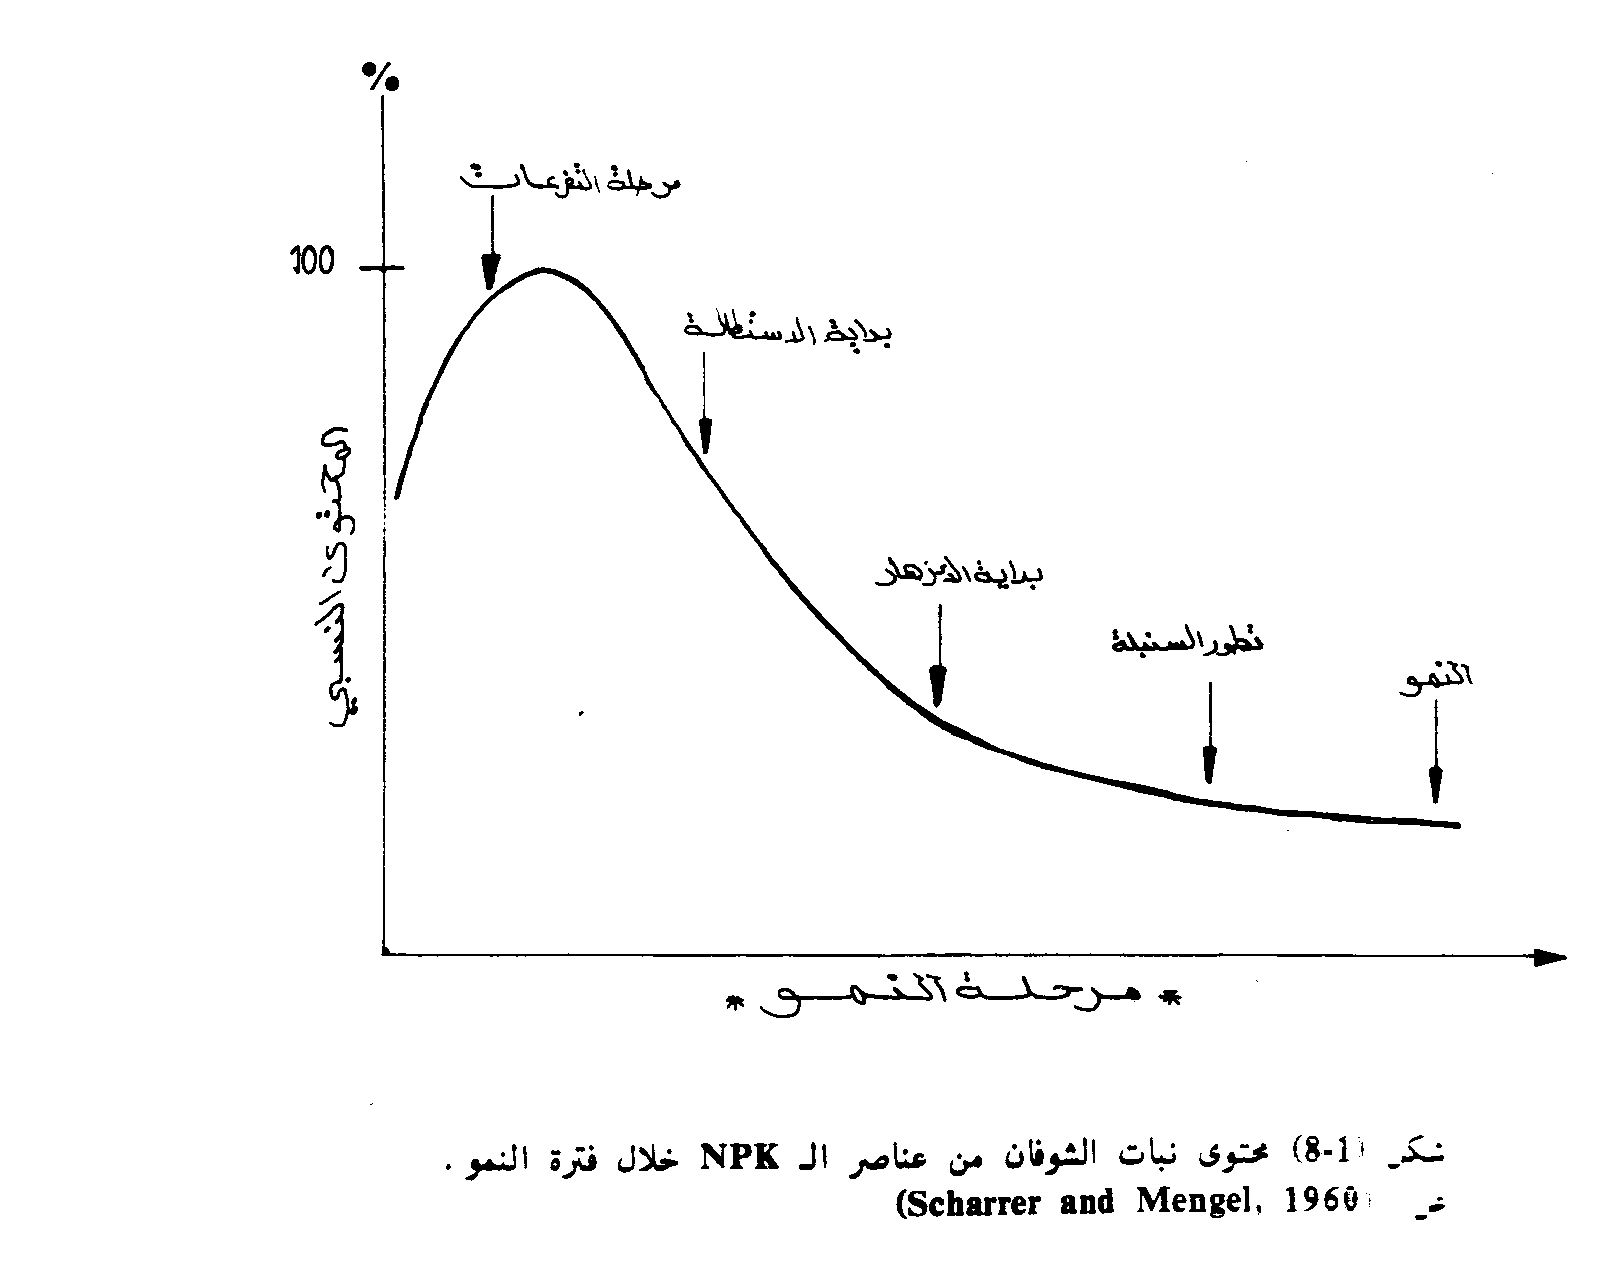 %
مرحلة التفرعات
100
بداية الاستطالة
المحتوى النسبي
بداية الازهار
تطور السنبلة
النمو
* مرحلة النمو *
(8-1) محتوى نبات الشوفان من عناصر الـ NPK خلال فترة النمو .
(Scharrer and Mengel, 1960